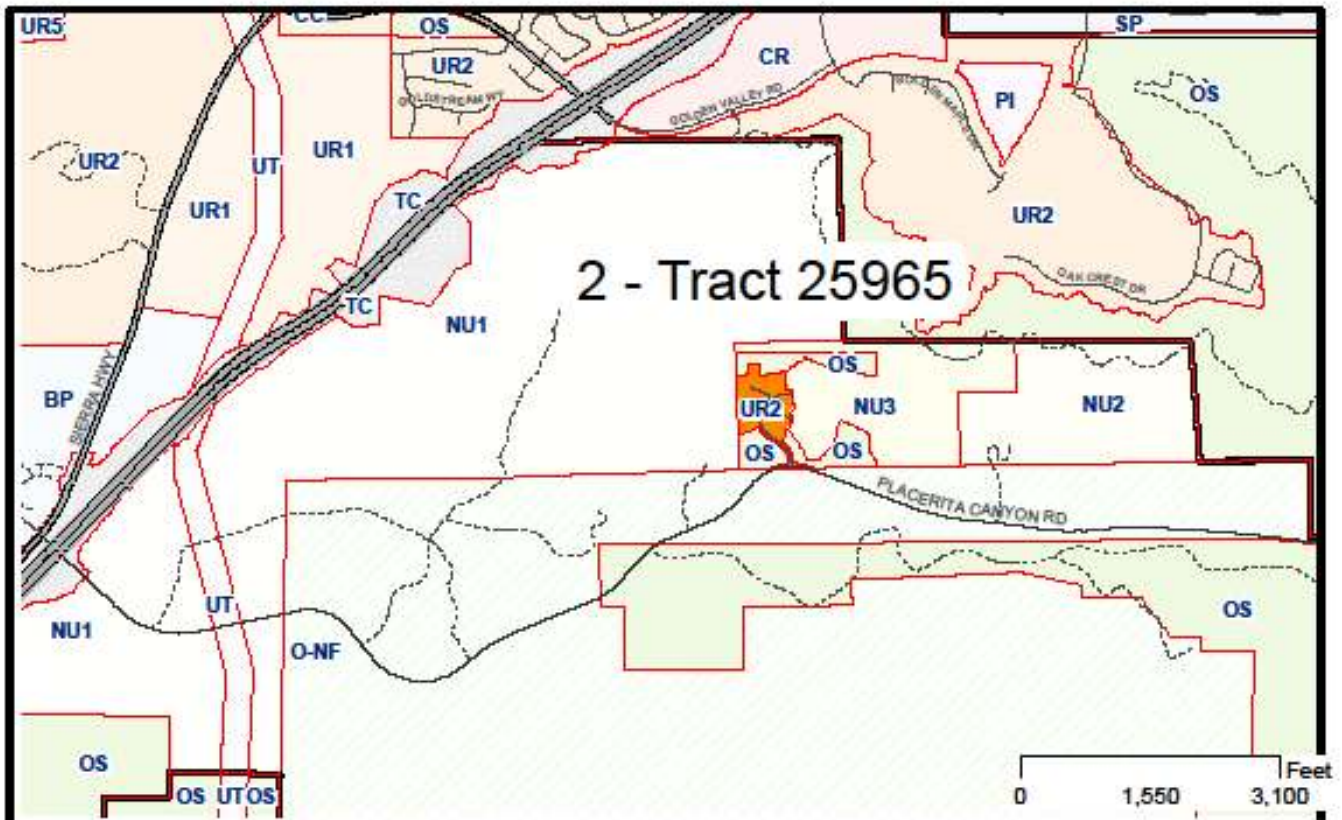 UR5
CC
OS
SP
UR2
CR
GOLDSTREAM WY
GOLDEN VALLEY RD
PI
OS
UR2
UT
UR1
UR1
TC
UR2
2 - Tract 25965
OAK CREST DR
TC
NU1
SIERRA HWY
BP
OS
UR2
NU3
NU2
OS
OS
PLACERITA CANYON RD
UT
NU1
O-NF
OS
OS
OS
UT
OS
Feet
0
1,550
3,100